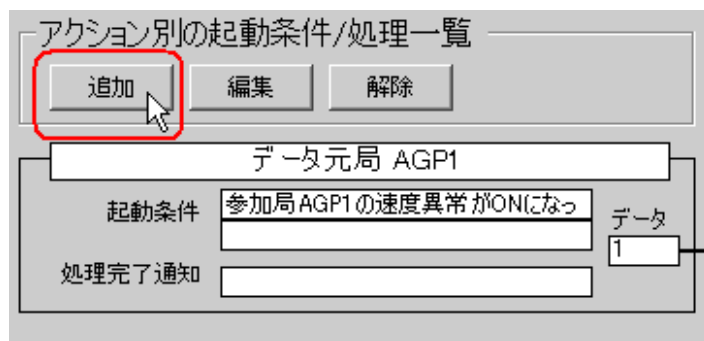 アクション別の起動条件/処理一覧
追加 編集 解除
データ元局 AGP1
起動条件 参加局AGP1の速度異常がONになっ
データ
1
処理完了通知